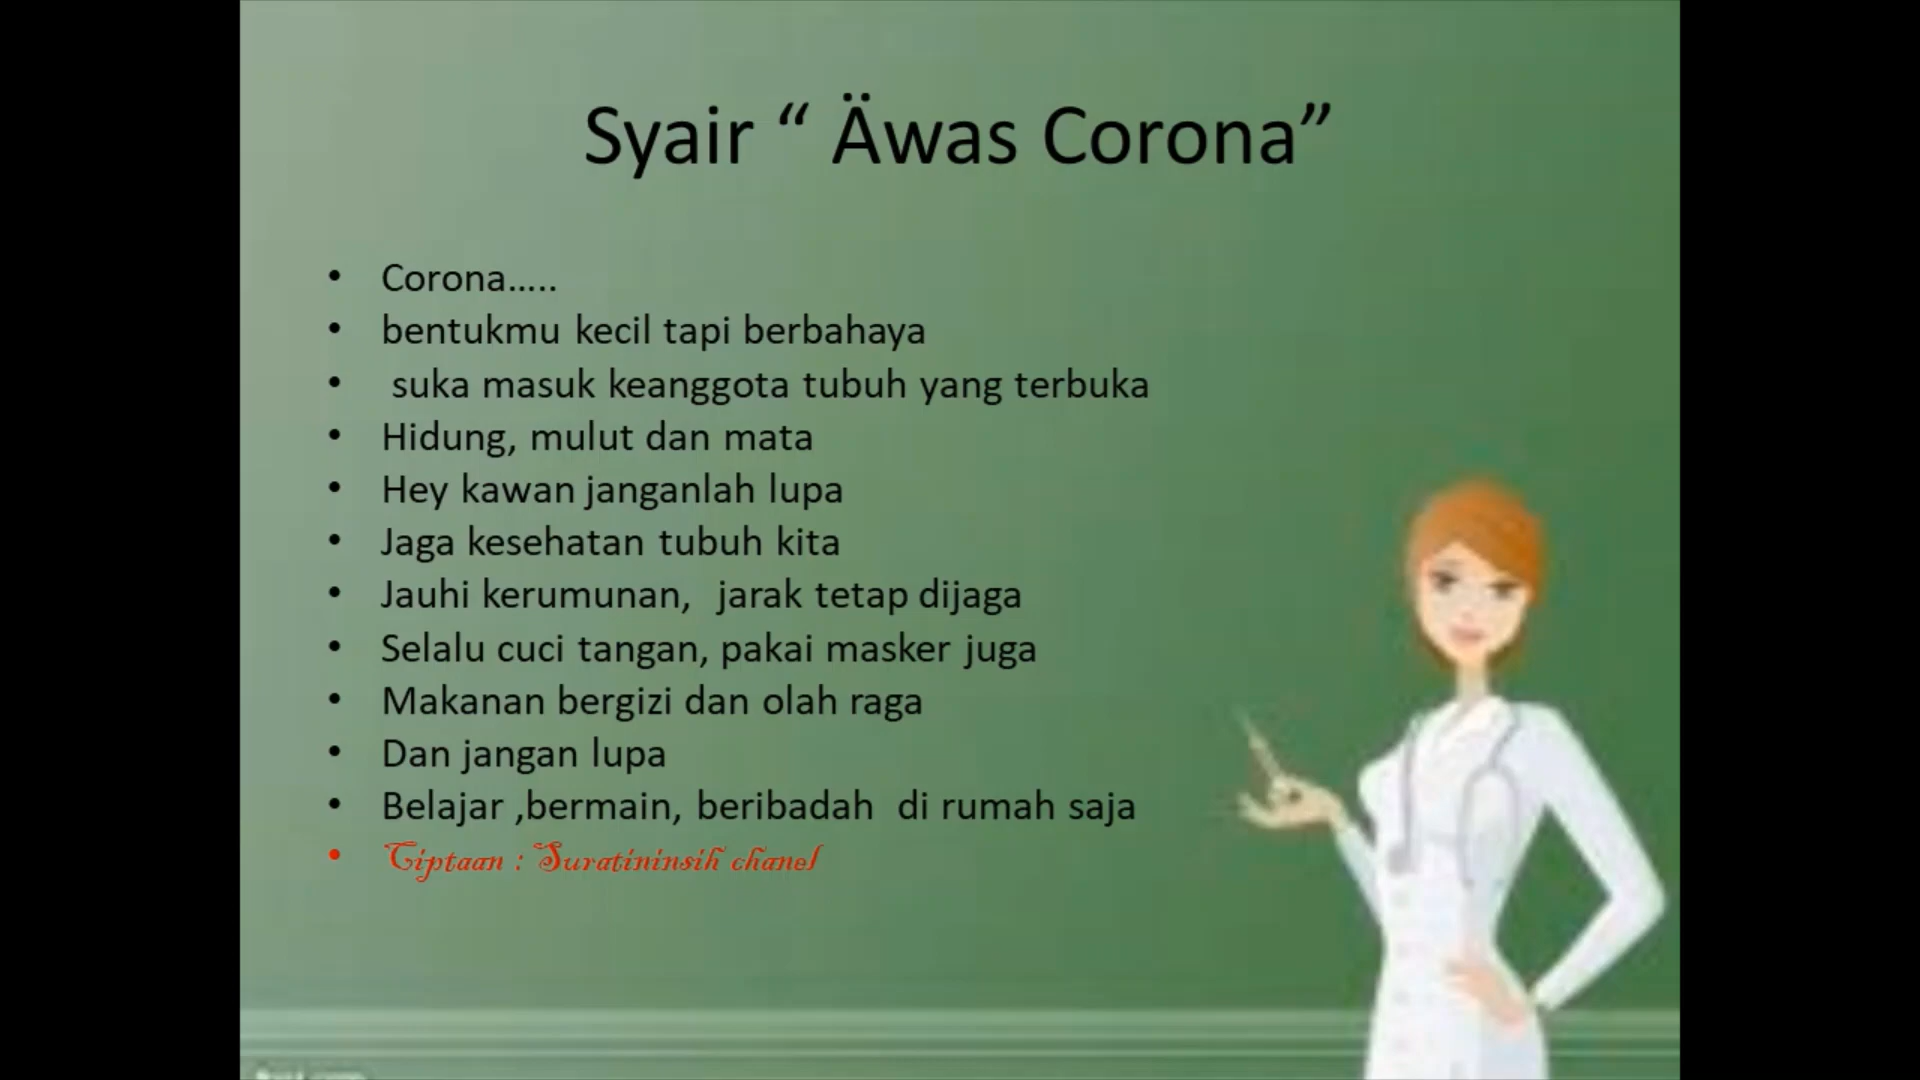 Syair “ Äwas Corona”
• Corona.....
• bentukmu kecil tapi berbahaya
• suka masuk keanggota tubuh yang terbuka
• Hidung, mulut dan mata
• Hey kawan janganlah lupa
• Jaga kesehatan tubuh kita
• Jauhi kerumunan,  jarak tetap dijaga
• Selalu cuci tangan, pakai masker juga
• Makanan bergizi dan olah raga
• Dan jangan lupa
• Belajar ,bermain, beribadah  di rumah saja
• Ciptaan : Suratininsih chanel